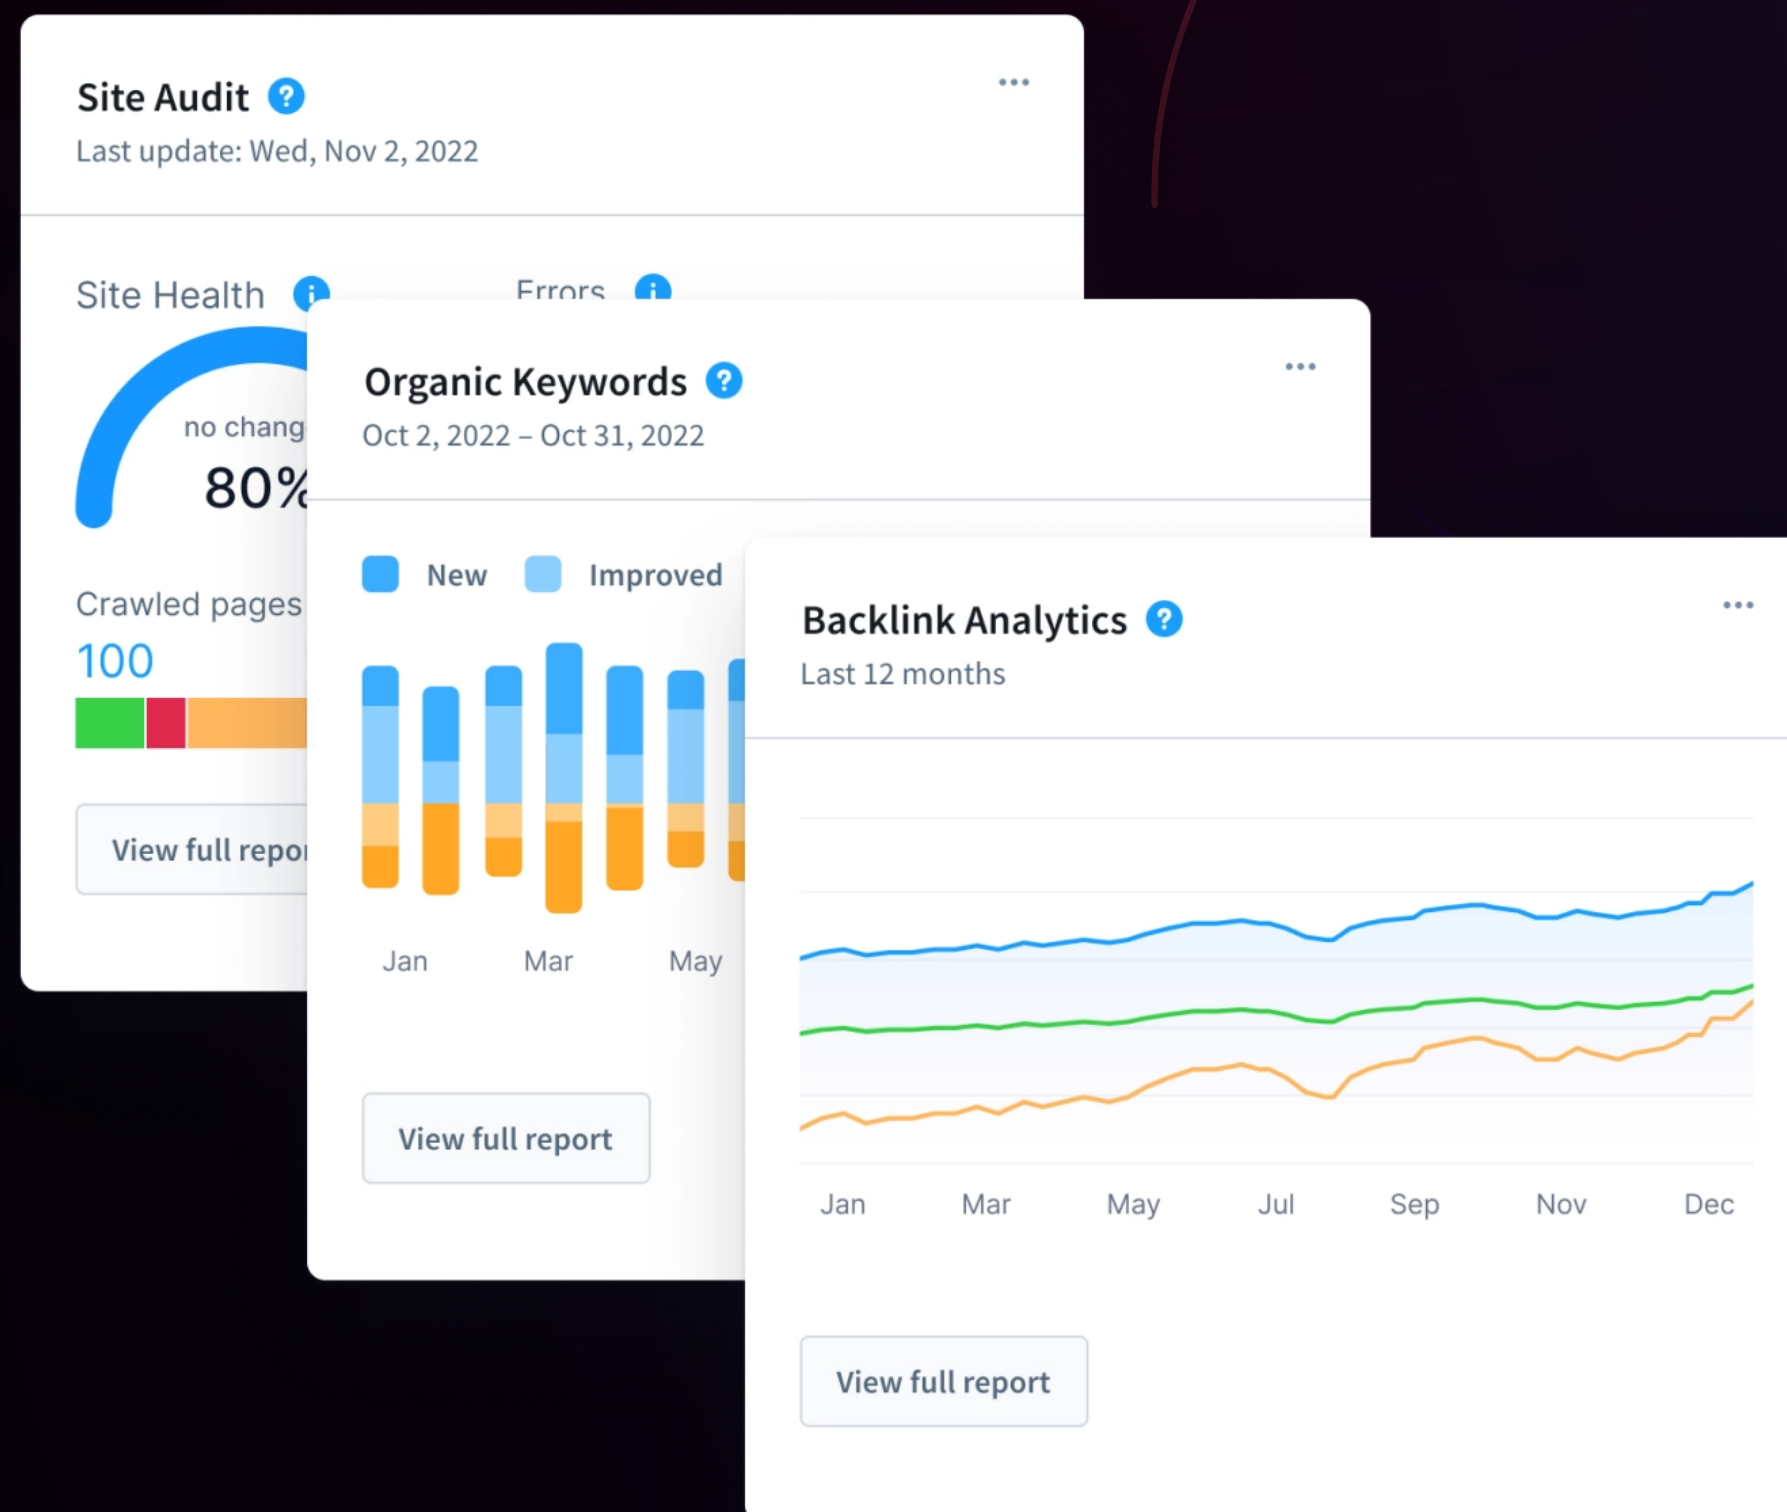 Site Audit
Last update: Wed, Nov 2, 2022
Site Health
Errors
no
80%
Crawled pages
100
View full
Organic Keywords
Oct 2, 2022 – Oct 31, 2022
New Improved
Jan Mar May
View full report
Backlink Analytics
Last 12 months
Jan Mar May Jul Sep Nov Dec
View full report